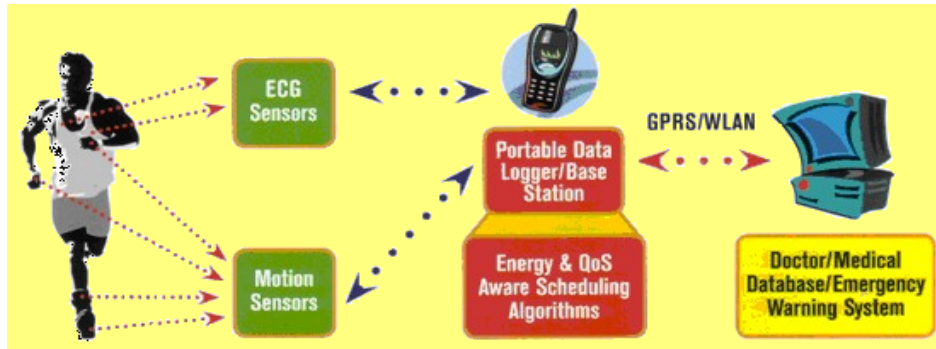 ECG
Sensors
Motion
Sensors
Portable Data
Logger/Base
Station
Energy & QoS
Aware Scheduling
Algorithms
GPRS/WLAN
Doctor/Medical
Database/Emergency
Warning System